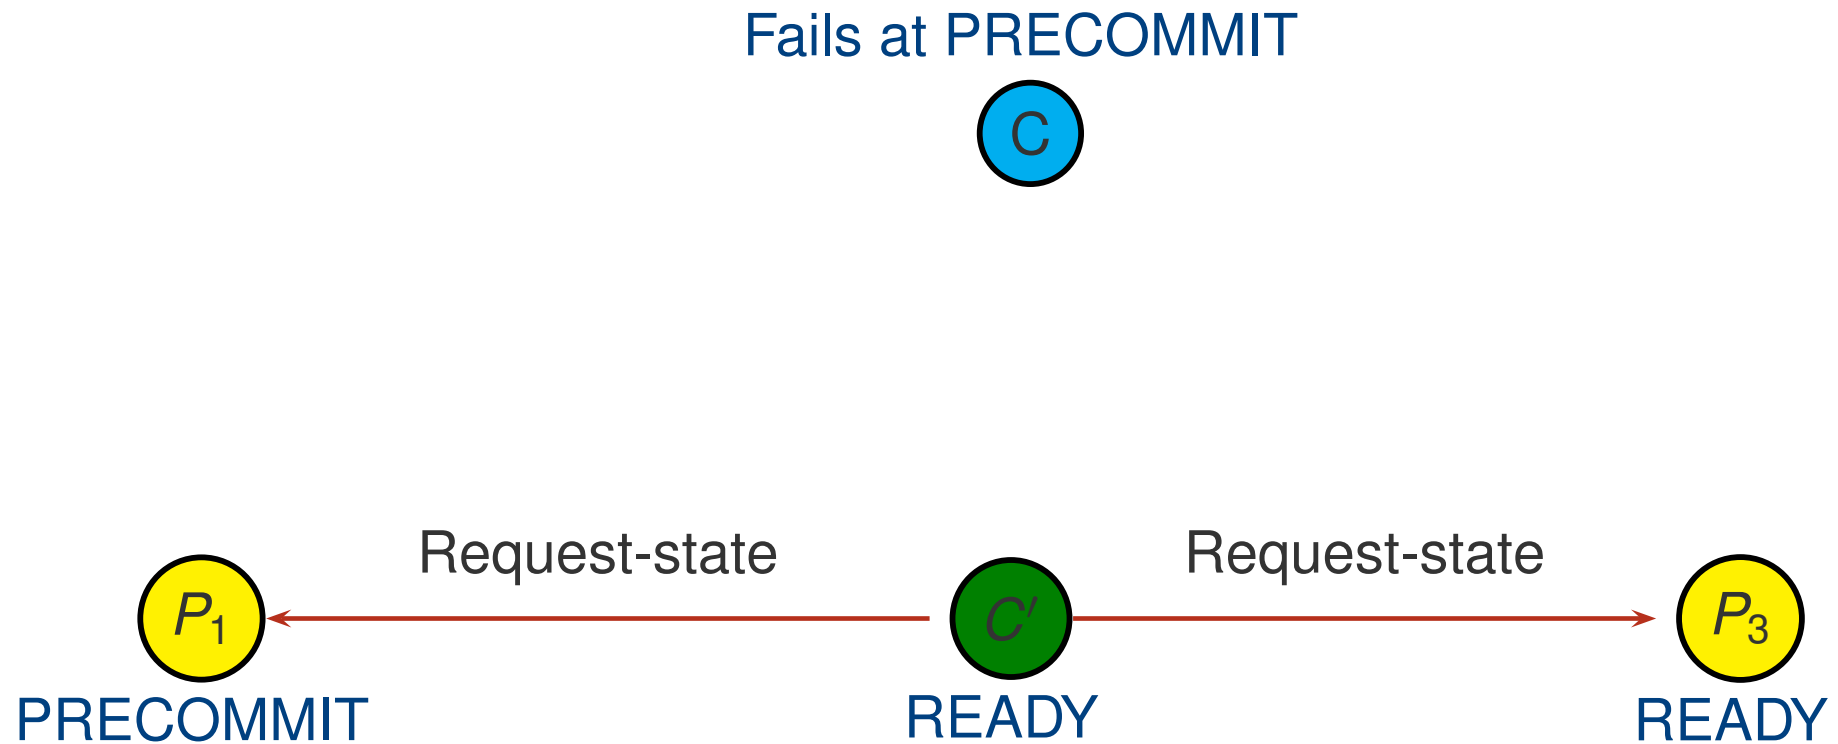 Fails at PRECOMMIT
C
Request-state
Request-state
P₁
C′
P₃
PRECOMMIT
READY
READY